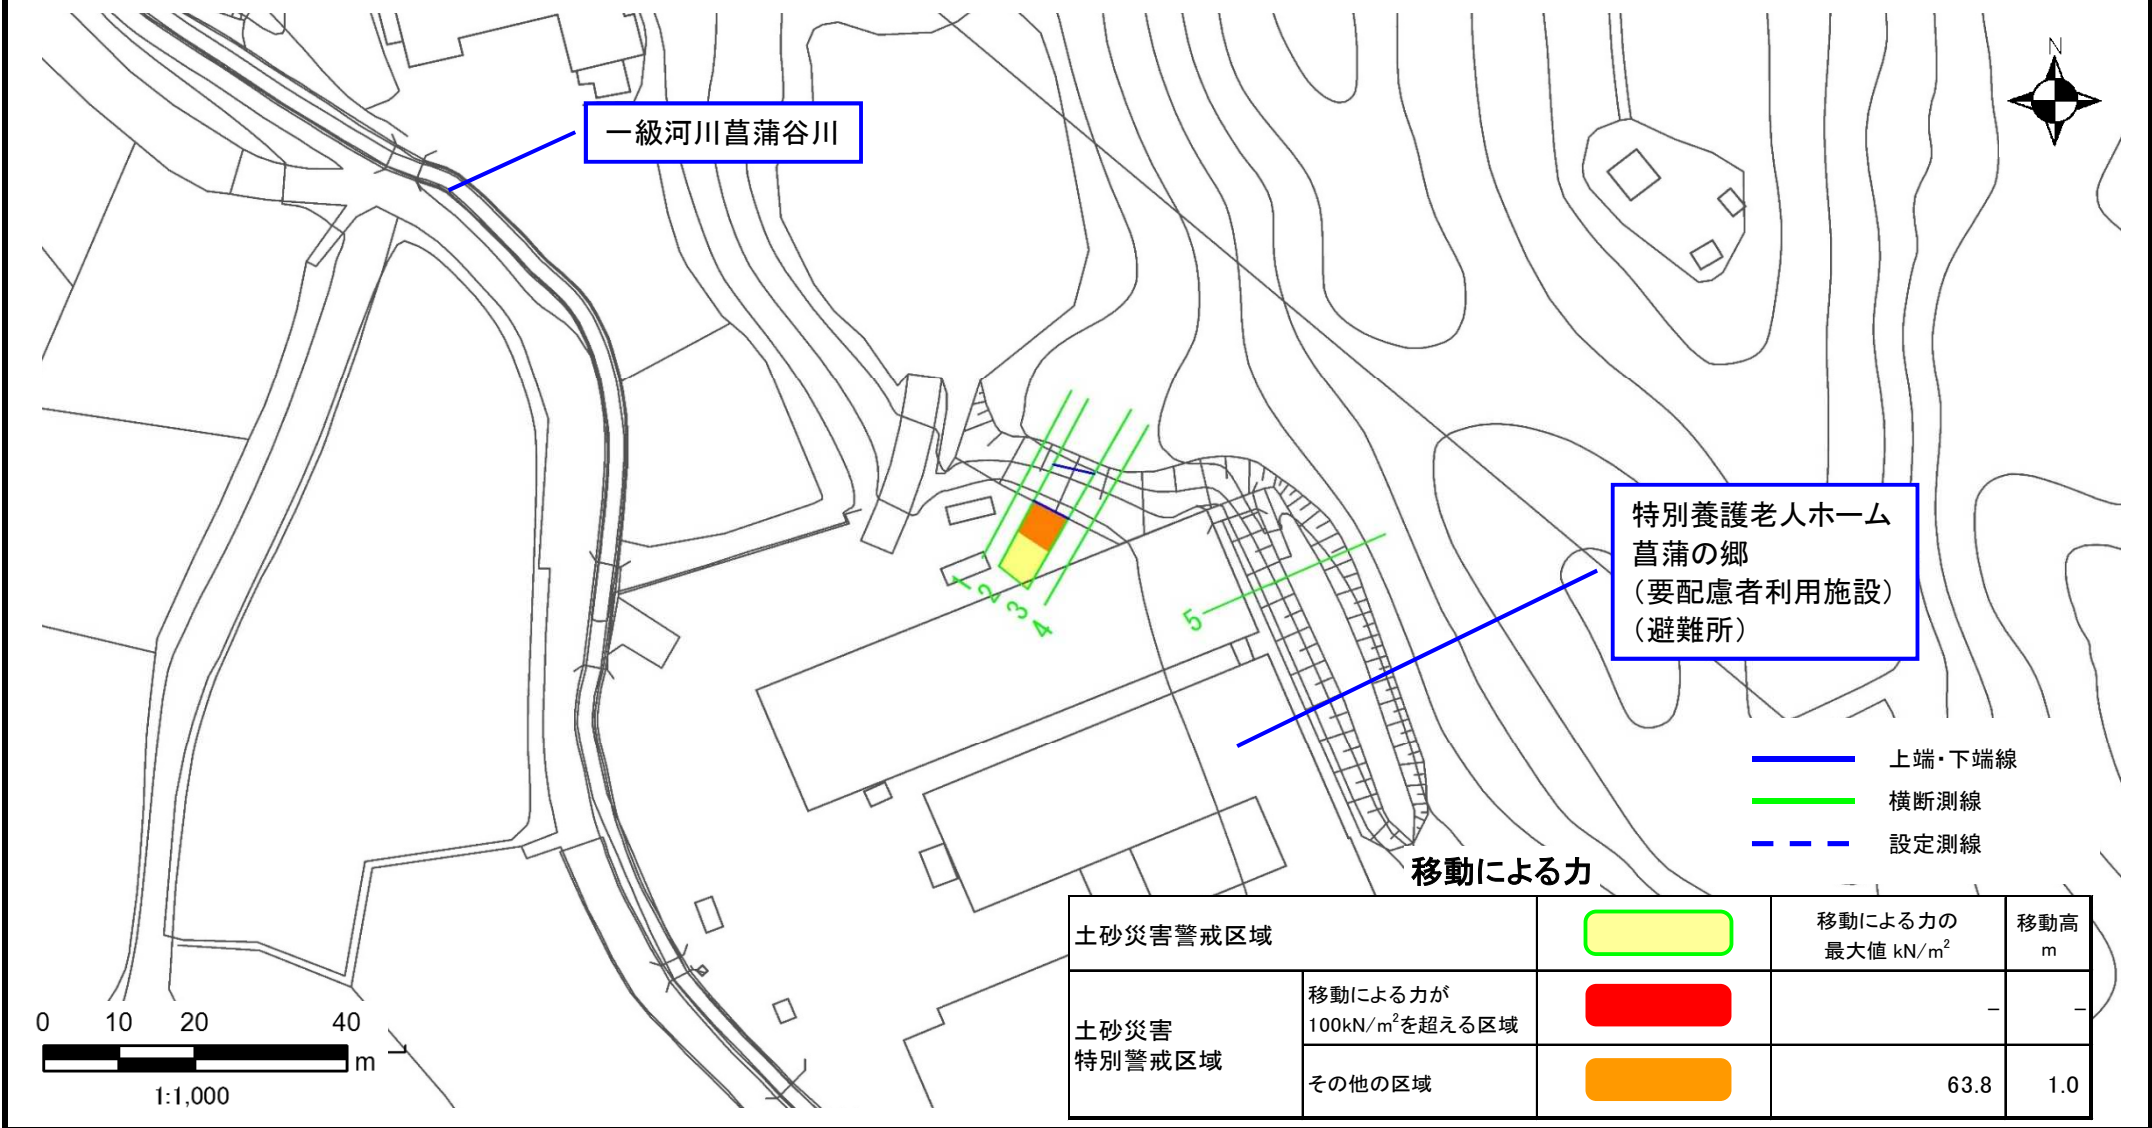 N
一級河川菖蒲谷川
1
2
3
4
5
特別養護老人ホーム
菖蒲の郷
（要配慮者利用施設）
（避難所）
上端・下端線
横断測線
設定測線
移動による力
土砂災害警戒区域
移動による力の
最大値 kN/m²
移動高
m
土砂災害
特別警戒区域
移動による力が
100kN/m²を超える区域
－ －
その他の区域
63.8 1.0
0 10 20 40
m
1:1,000